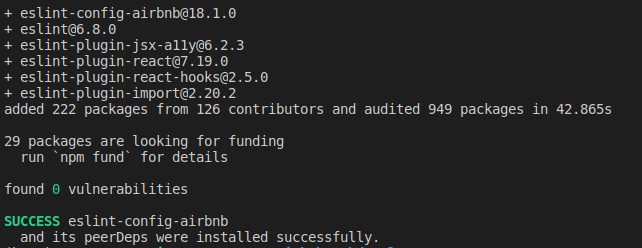 + eslint-config-airbnb@18.1.0
+ eslint@6.8.0
+ eslint-plugin-jsx-a11y@6.2.3
+ eslint-plugin-react@7.19.0
+ eslint-plugin-react-hooks@2.5.0
+ eslint-plugin-import@2.20.2
added 222 packages from 126 contributors and audited 949 packages in 42.865s
29 packages are looking for funding
run `npm fund` for details
found 0 vulnerabilities
SUCCESS eslint-config-airbnb
and its peerDeps were installed successfully.